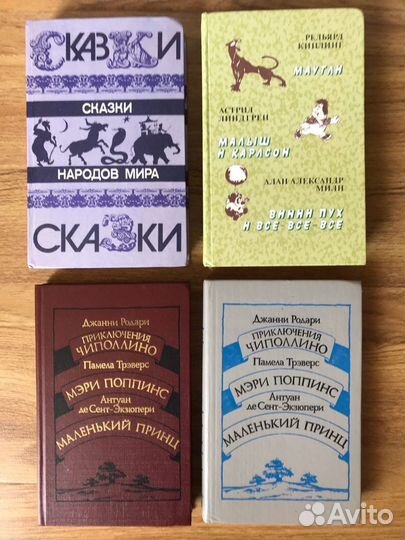 СКАЗКИ
СКАЗКИ
НАРОДОВ МИРА
СКАЗКИ
РЕДЬЯРД
КИПЛИНГ
МАУГЛИ
АСТРИД
ЛИНДГРЕН
МАЛЫШ
И КАРЛСОН
АЛАН АЛЕКСАНДР
МИЛН
ВИННИ ПУХ
И ВСЕ-ВСЕ-ВСЕ
Джанни Родари
ПРИКЛЮЧЕНИЯ
ЧИПОЛЛИНО
Памела Трэверс
МЭРИ ПОППИНС
Антуан
де Сент-Экзюпери
МАЛЕНЬКИЙ ПРИНЦ
Джанни Родари
ПРИКЛЮЧЕНИЯ
ЧИПОЛЛИНО
Памела Трэверс
МЭРИ ПОППИНС
Антуан
де Сент-Экзюпери
МАЛЕНЬКИЙ ПРИНЦ
Avito